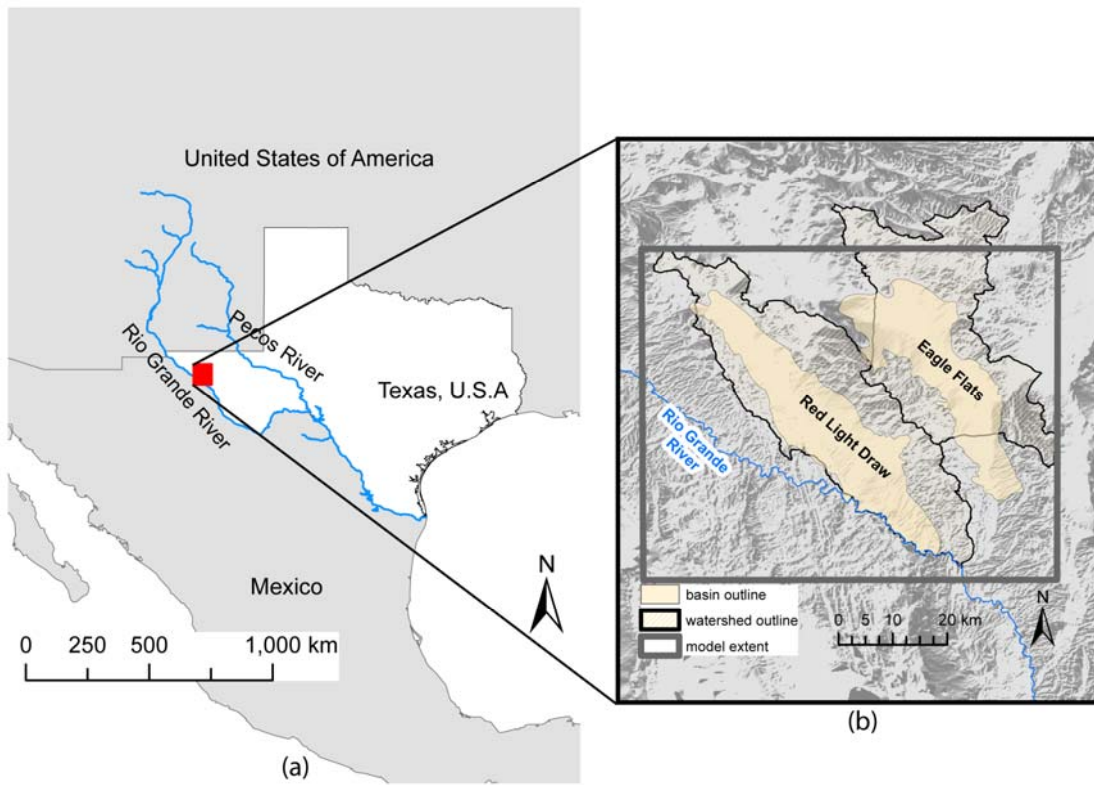 United States of America
Pecos River
Rio Grande
River
Texas, U.S.A
Mexico
N
0 250 500 1,000 km
(a)
Eagle Flats
Red Light Draw
Rio Grande
River
basin outline
watershed outline
model extent
N
0 5 10 20 km
(b)